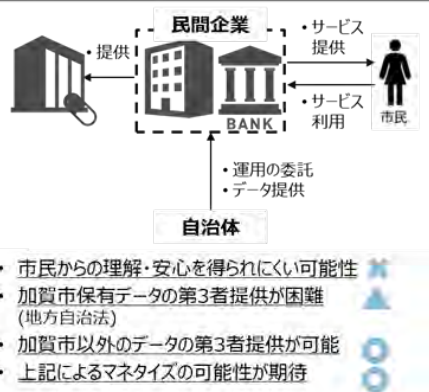 民間企業
・提供
・サービス
提供
・サービス
利用
BANK
市民
・運用の委託
・データ提供
自治体
・市民からの理解・安心を得られにくい可能性 ×
・加賀市保有データの第3者提供が困難 ▲
(地方自治法)
・加賀市以外のデータの第3者提供が可能 ○
・上記によるマネタイズの可能性が期待 ○